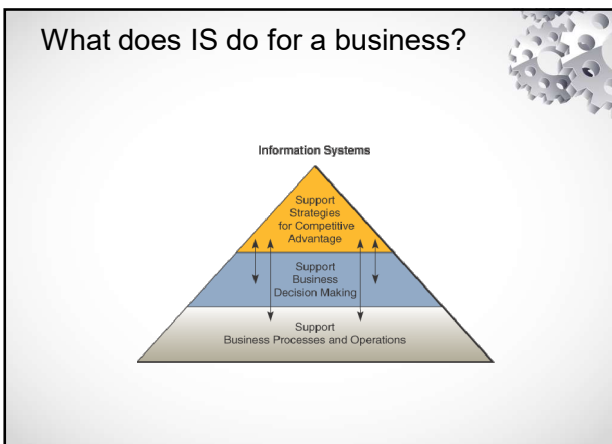 What does IS do for a business?
Information Systems
Support
Strategies
for Competitive
Advantage
Support
Business
Decision Making
Support
Business Processes and Operations